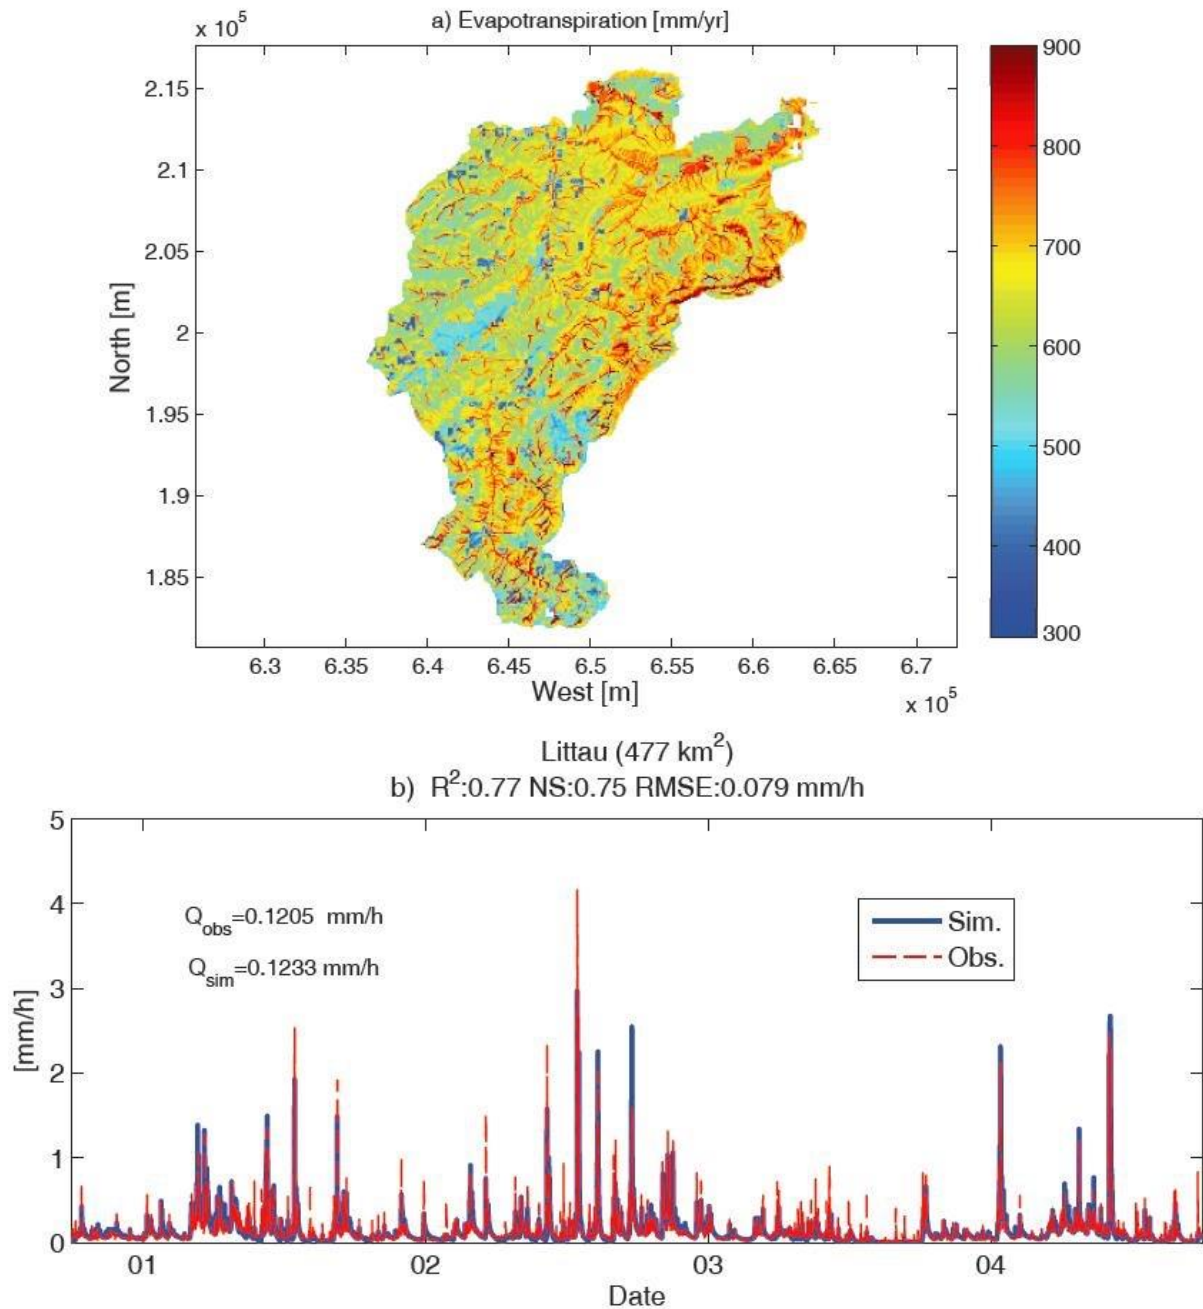 a) Evapotranspiration [mm/yr]
x 10^5
2.15
2.1
2.05
2
1.95
1.9
1.85
North [m]
6.3 6.35 6.4 6.45 6.5 6.55 6.6 6.65 6.7
West [m]
x 10^5
900
800
700
600
500
400
300
Littau (477 km^2)
b) R^2:0.77 NS:0.75 RMSE:0.079 mm/h
5
4
3
2
1
0
[mm/h]
Q_obs=0.1205 mm/h
Q_sim=0.1233 mm/h
Sim.
Obs.
01 02 03 04
Date